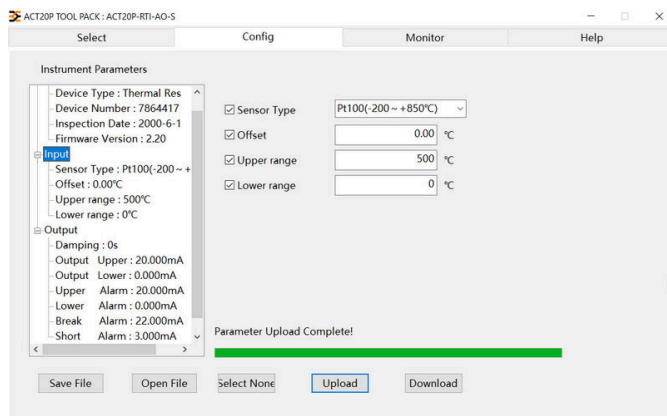 ACT20P TOOL PACK : ACT20P-RTI-AO-S
Select Config Monitor Help
Instrument Parameters
Device Type : Thermal Res
Device Number : 7864417
Inspection Date : 2000-6-1
Firmware Version : 2.20
Input
Sensor Type : Pt100(-200 ~ +
Offset : 0.00℃
Upper range : 500℃
Lower range : 0℃
Output
Damping : 0s
Output Upper : 20.000mA
Output Lower : 0.000mA
Upper Alarm : 20.000mA
Lower Alarm : 0.000mA
Break Alarm : 22.000mA
Short Alarm : 3.000mA
Sensor Type Pt100(-200 ~ +850℃)
Offset 0.00 ℃
Upper range 500 ℃
Lower range 0 ℃
Parameter Upload Complete!
Save File Open File Select None Upload Download